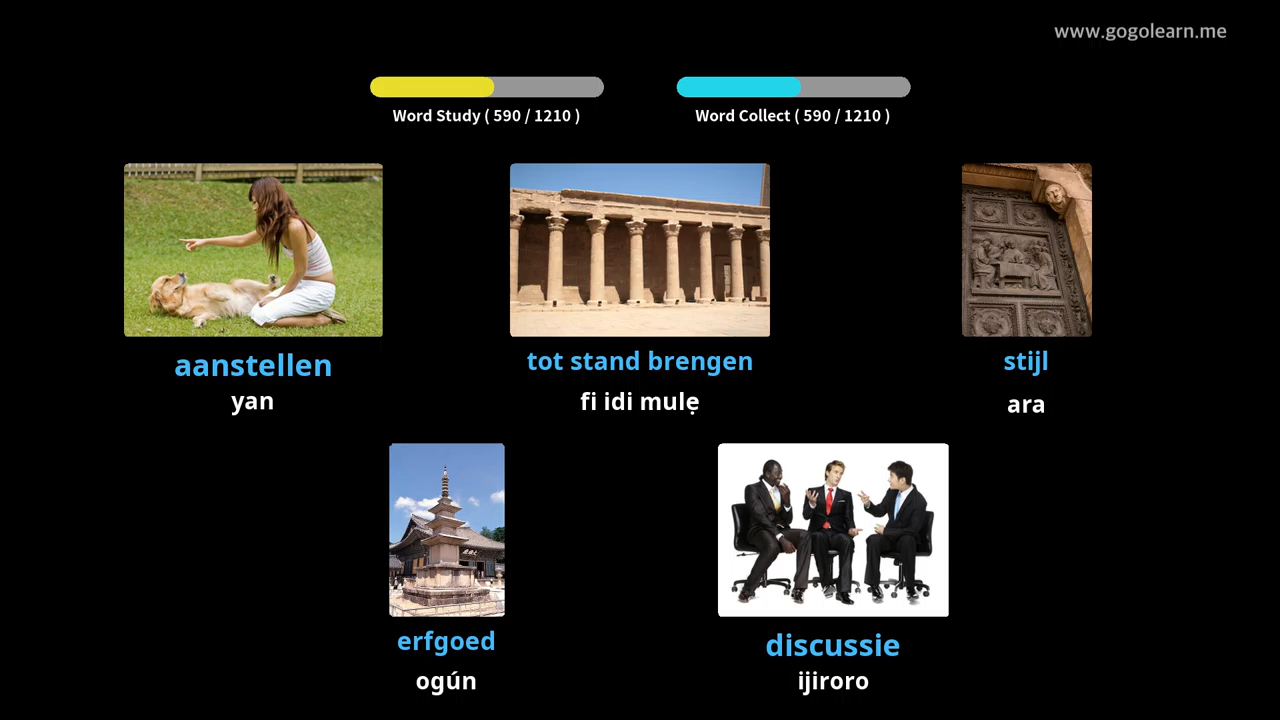 www.gogolearn.me
Word Study ( 590 / 1210 )
Word Collect ( 590 / 1210 )
aanstellen
yan
tot stand brengen
fi idi mulẹ
stijl
ara
erfgoed
ogún
discussie
ijiroro